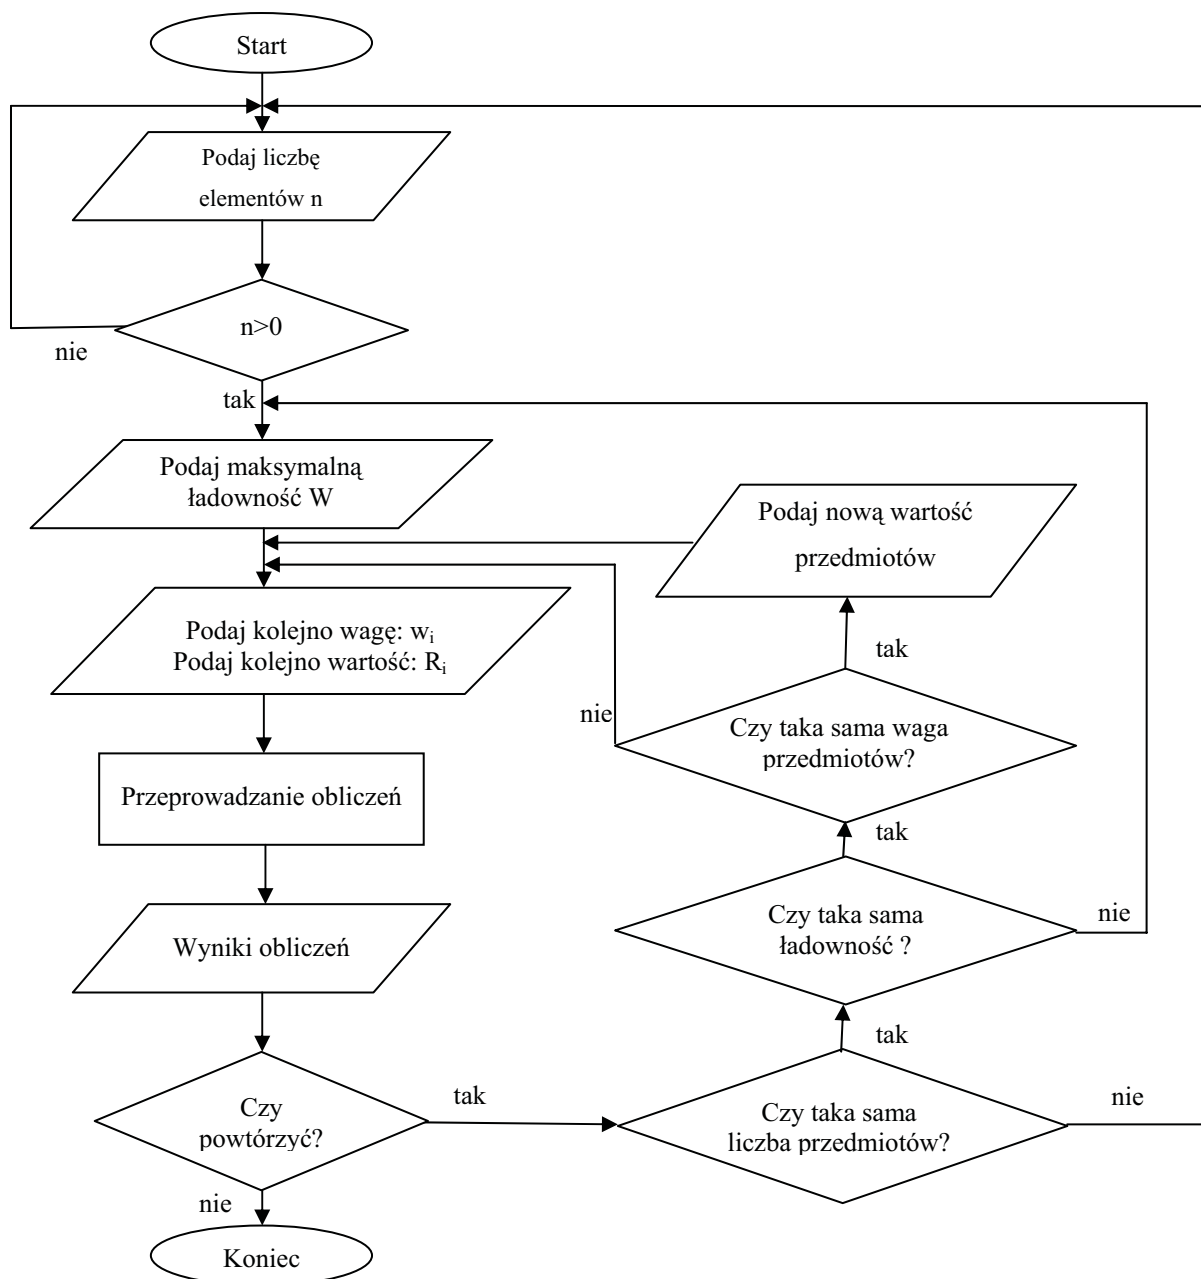 Start
Podaj liczbę
elementów n
n>0
nie
tak
Podaj maksymalną
ładowność W
Podaj nową wartość
przedmiotów
Podaj kolejno wagę: wᵢ
Podaj kolejno wartość: Rᵢ
tak
nie
Czy taka sama waga
przedmiotów?
Przeprowadzanie obliczeń
tak
Czy taka sama
ładowność ?
nie
Wyniki obliczeń
tak
Czy
powtórzyć?
tak
Czy taka sama
liczba przedmiotów?
nie
nie
Koniec